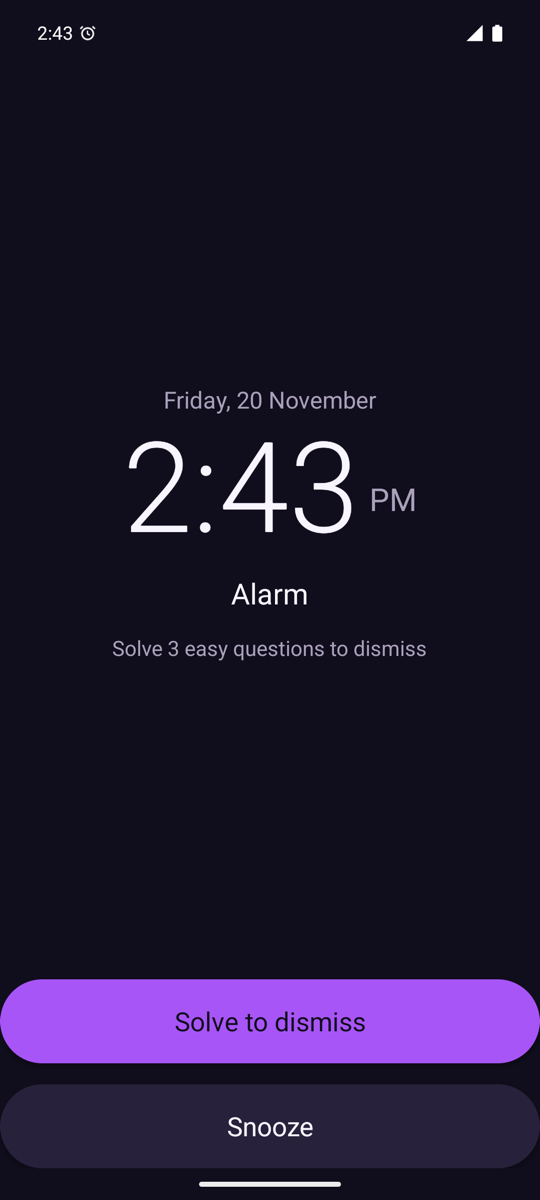 2:43
Friday, 20 November
2:43 PM
Alarm
Solve 3 easy questions to dismiss
Solve to dismiss
Snooze